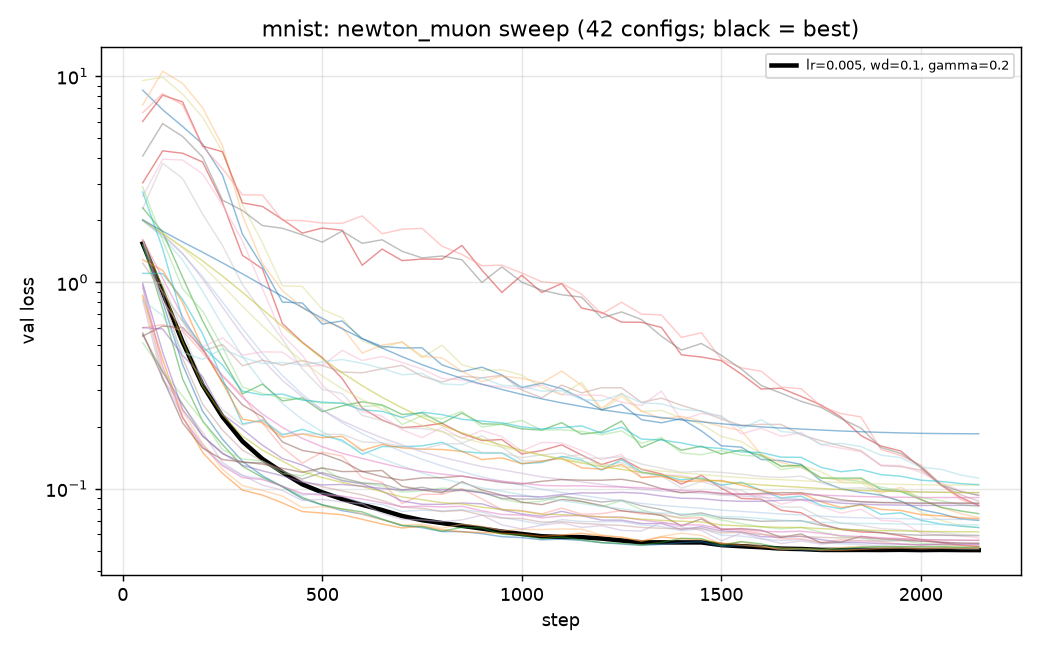 mnist: newton_muon sweep (42 configs; black = best)
lr=0.005, wd=0.1, gamma=0.2
val loss
10¹
10⁰
10⁻¹
0 500 1000 1500 2000
step